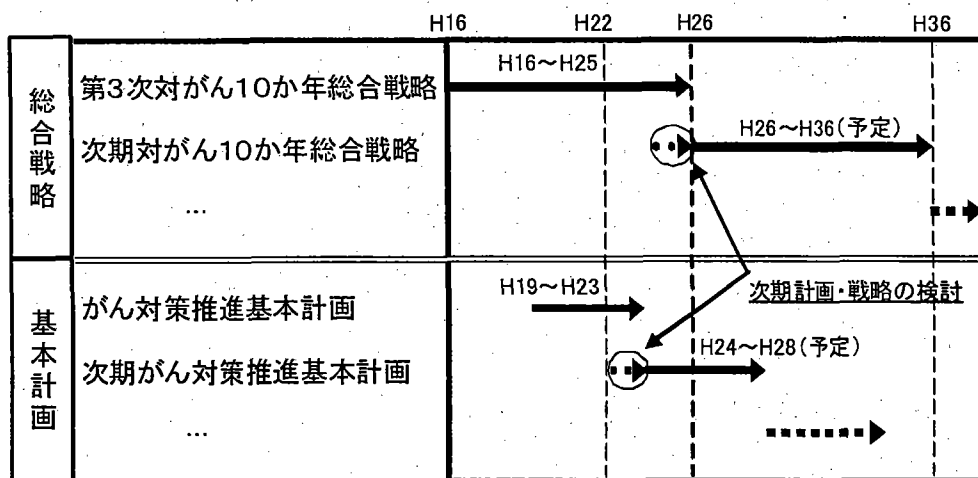 H16 H22 H26 H36
総合戦略
第3次対がん10か年総合戦略
H16～H25
次期対がん10か年総合戦略
H26～H36(予定)
…
次期計画・戦略の検討
基本計画
がん対策推進基本計画
H19～H23
次期がん対策推進基本計画
H24～H28(予定)
…